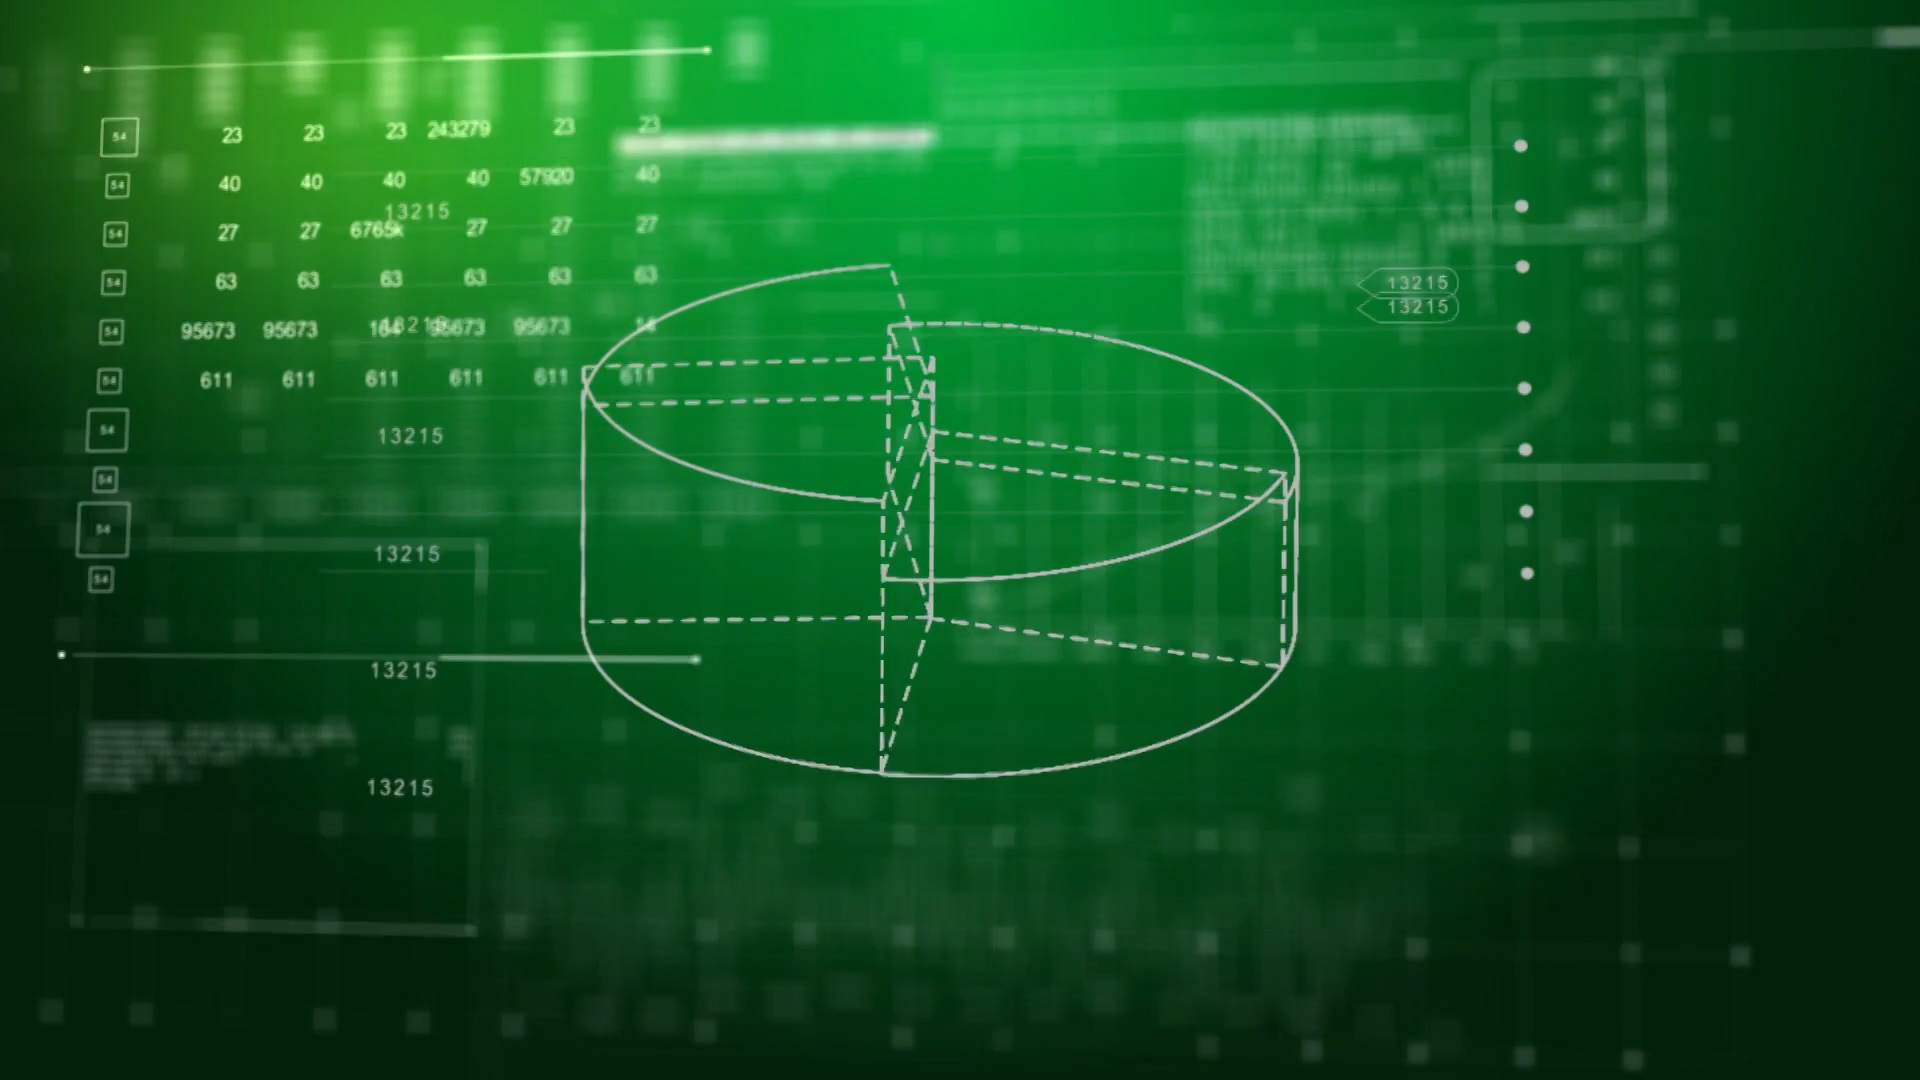 54 23 23 23 243279 23 23
54 40 40 40 40 57920 40
13215
54 27 27 6765k 27 27 27
54 63 63 63 63 63 63
13215
13215
54 95673 95673 95673 95673
54 611 611 611 611 611 611
54 13215
54
54 13215
54
13215
13215